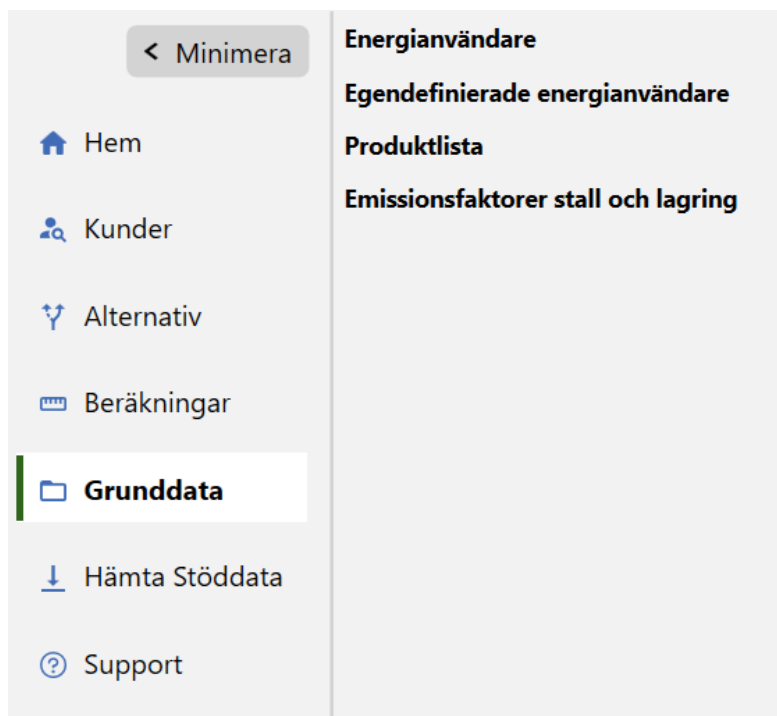 Minimera
Hem
Kunder
Alternativ
Beräkningar
Grunddata
Hämta Stöddata
Support
Energianvändare
Egendefinierade energianvändare
Produktlista
Emissionsfaktorer stall och lagring